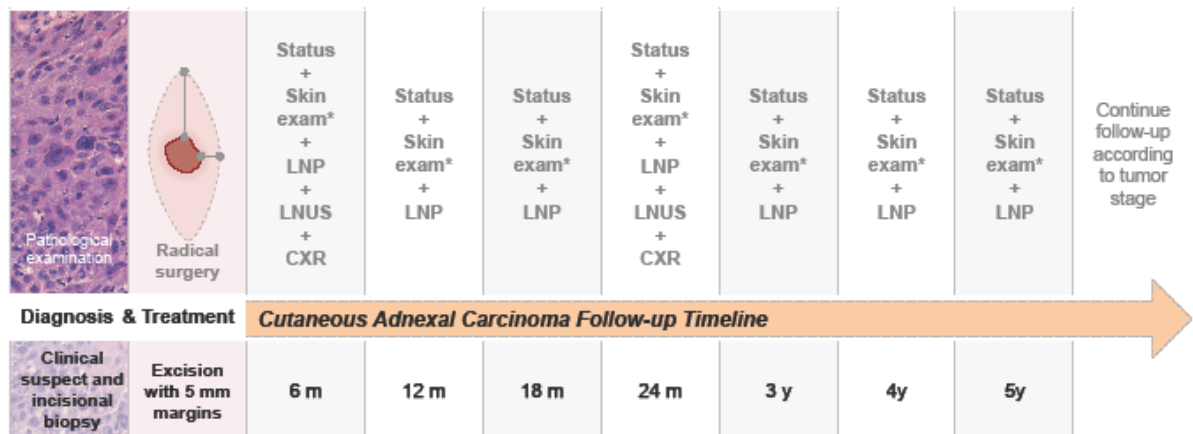 Pathological
examination
Radical
surgery
Status
+
Skin
exam*
+
LNP
+
LNUS
+
CXR
Status
+
Skin
exam*
+
LNP
Status
+
Skin
exam*
+
LNP
Status
+
Skin
exam*
+
LNP
+
LNUS
+
CXR
Status
+
Skin
exam*
+
LNP
Status
+
Skin
exam*
+
LNP
Status
+
Skin
exam*
+
LNP
Continue
follow-up
according
to tumor
stage
Diagnosis & Treatment
Cutaneous Adnexal Carcinoma Follow-up Timeline
Clinical
suspect and
incisional
biopsy
Excision
with 5 mm
margins
6 m
12 m
18 m
24 m
3 y
4y
5y